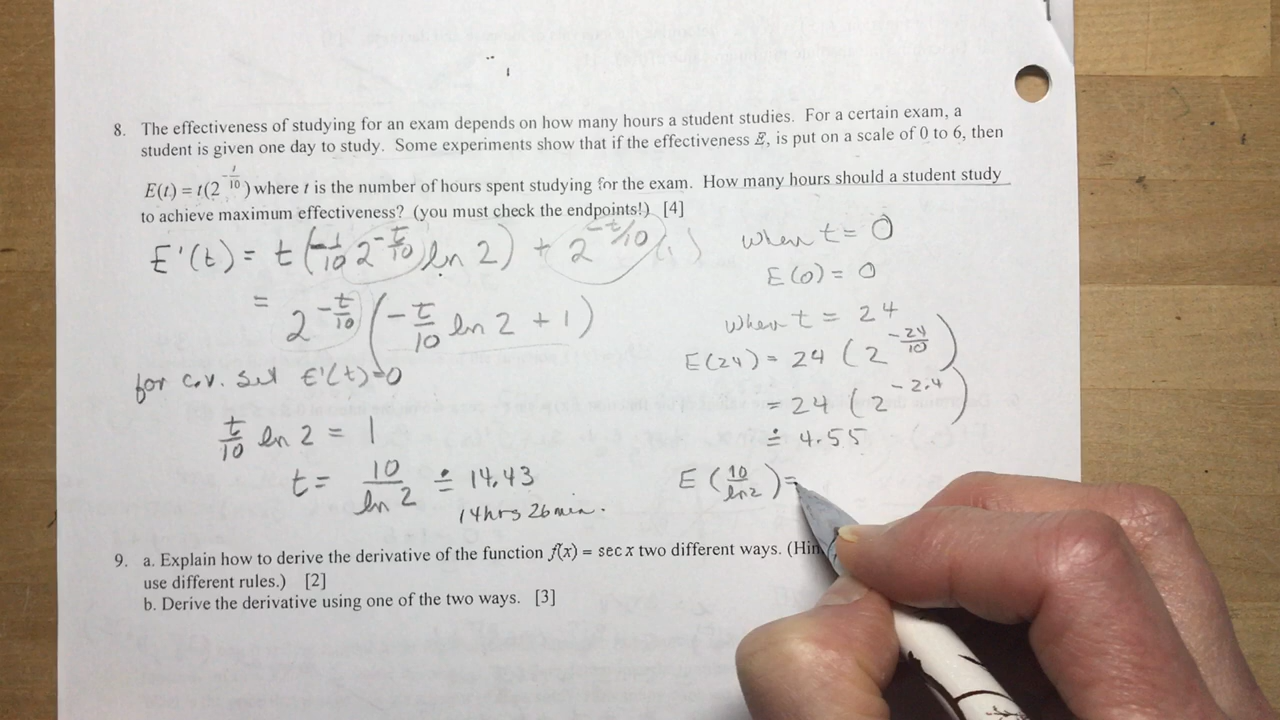 8. The effectiveness of studying for an exam depends on how many hours a student studies. For a certain exam, a
student is given one day to study. Some experiments show that if the effectiveness E, is put on a scale of 0 to 6, then
E(t) = t(2^{-t/10}) where t is the number of hours spent studying for the exam. How many hours should a student study
to achieve maximum effectiveness? (you must check the endpoints!) [4]
E'(t) = t(-1/10 2^{-t/10} ln 2) + 2^{-t/10}(1)
= 2^{-t/10}(-t/10 ln 2 + 1)
for c.v. set E'(t)=0
t/10 ln 2 = 1
t = 10/ln 2 ≐ 14.43
14hrs 26min.
when t = 0
E(0) = 0
when t = 24
E(24) = 24 (2^{-24/10})
= 24 (2^{-2.4})
≐ 4.55
E(10/ln2)=
9. a. Explain how to derive the derivative of the function f(x) = sec x two different ways. (Hin
use different rules.) [2]
b. Derive the derivative using one of the two ways. [3]